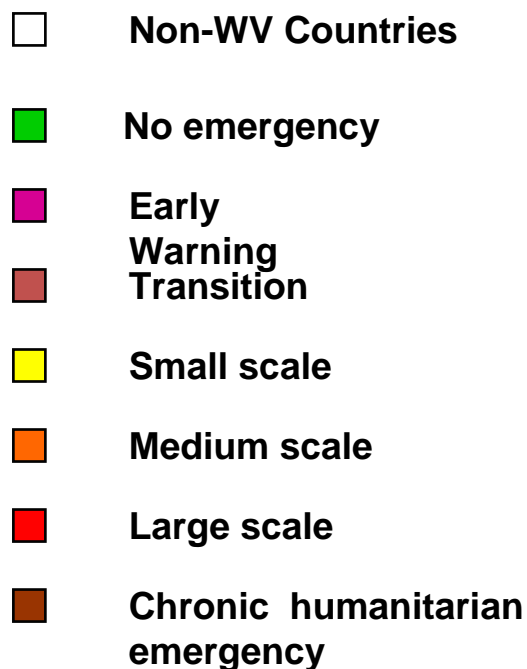 Non-WV Countries
No emergency
Early
Warning
Transition
Small scale
Medium scale
Large scale
Chronic humanitarian
emergency